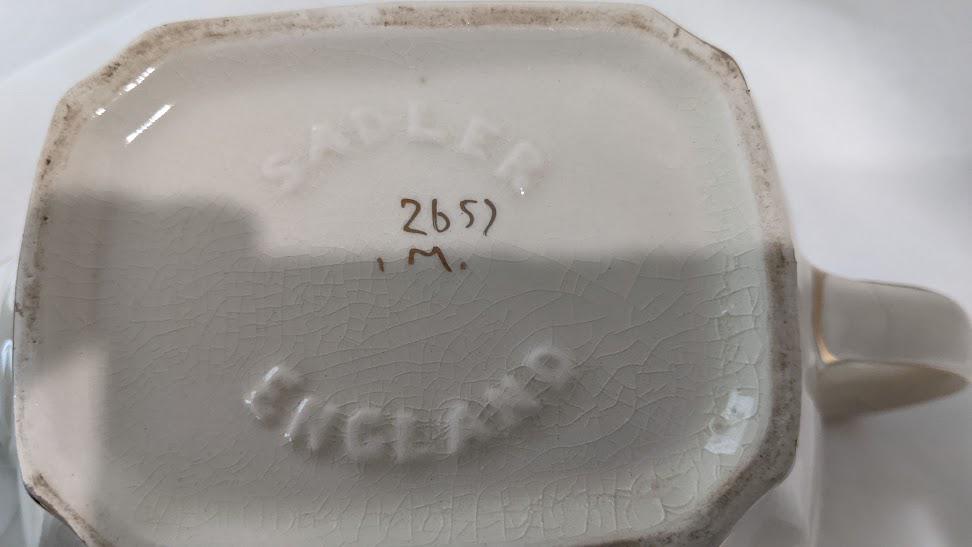 SADLER
2657
. M.
ENGLAND